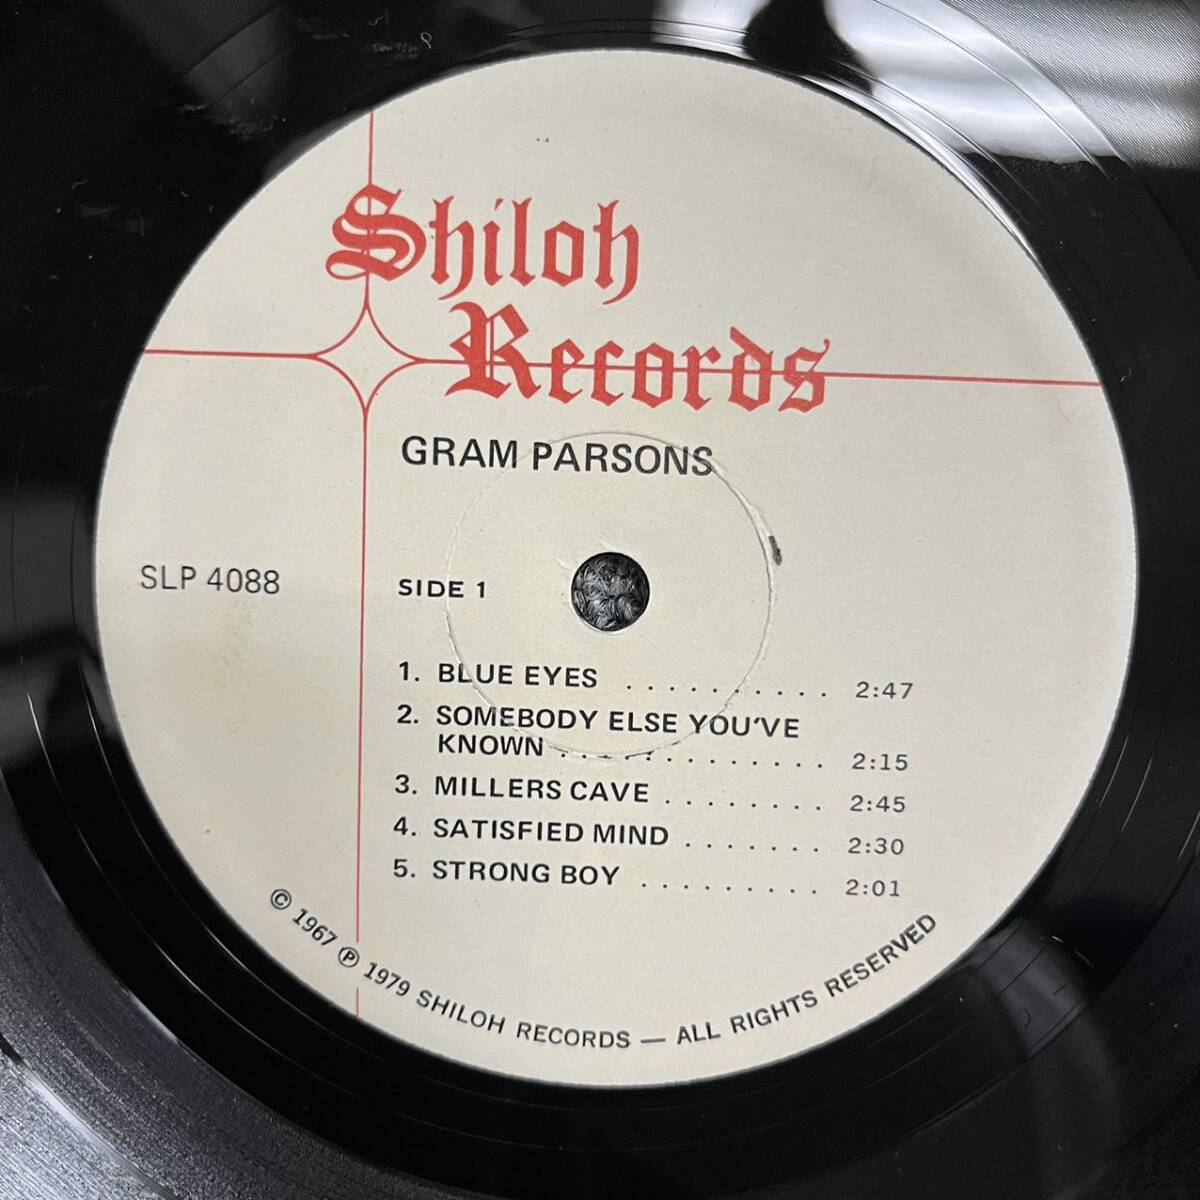 Shiloh
Records
GRAM PARSONS
SLP 4088
SIDE 1
1. BLUE EYES .......... 2:47
2. SOMEBODY ELSE YOU'VE
KNOWN ............. 2:15
3. MILLERS CAVE ........ 2:45
4. SATISFIED MIND ....... 2:30
5. STRONG BOY ......... 2:01
© 1967 ℗ 1979 SHILOH RECORDS — ALL RIGHTS RESERVED